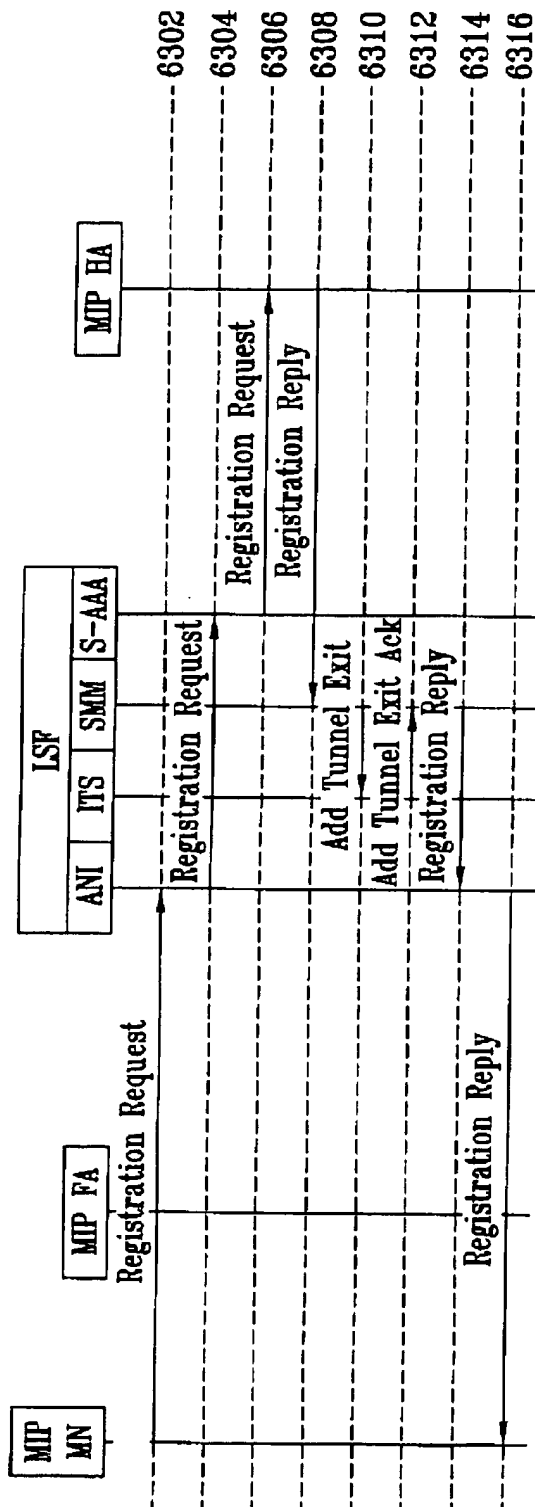 MIP
MN
MIP FA
LSF
ANI
ITS
SMM
S-AAA
MIP HA
Registration Request
6302
Registration Request
6304
Registration Request
6306
Registration Reply
6308
Add Tunnel Exit
6310
Add Tunnel Exit Ack
6312
Registration Reply
6314
Registration Reply
6316